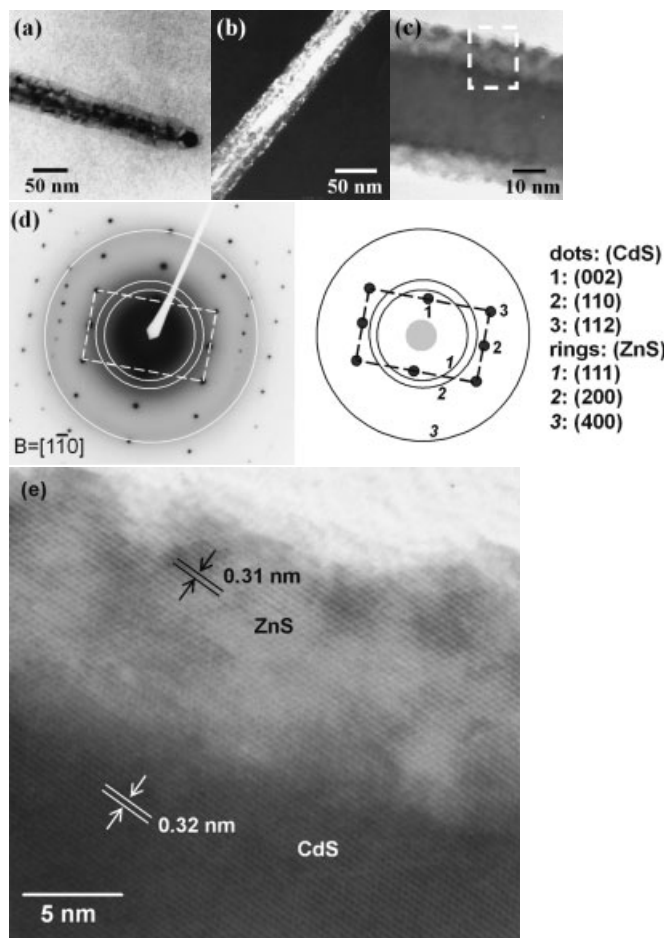 (a)
50 nm
(b)
50 nm
(c)
10 nm
(d)
B=[11̅0]
1
2
3
1
2
3
dots: (CdS)
1: (002)
2: (110)
3: (112)
rings: (ZnS)
1: (111)
2: (200)
3: (400)
(e)
0.31 nm
ZnS
0.32 nm
CdS
5 nm